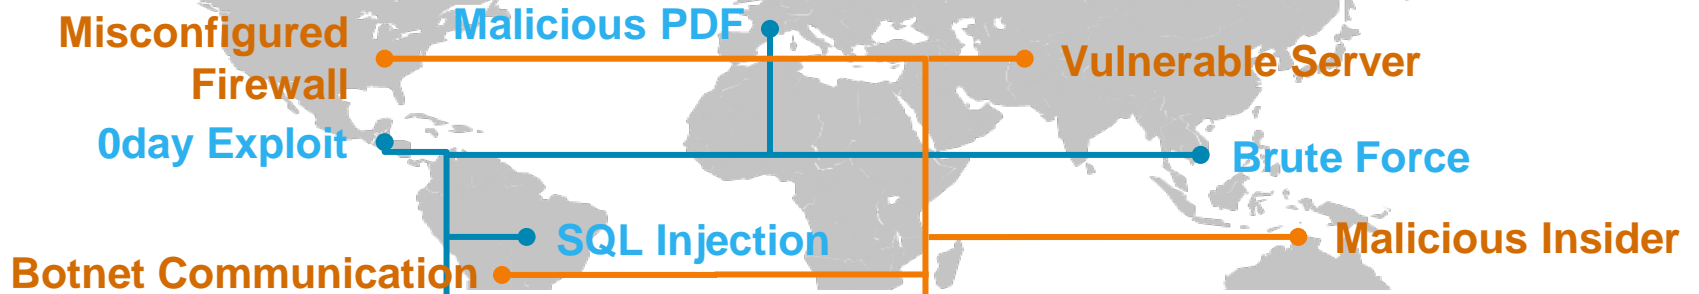 Misconfigured
Firewall
Malicious PDF
Vulnerable Server
0day Exploit
Brute Force
SQL Injection
Malicious Insider
Botnet Communication